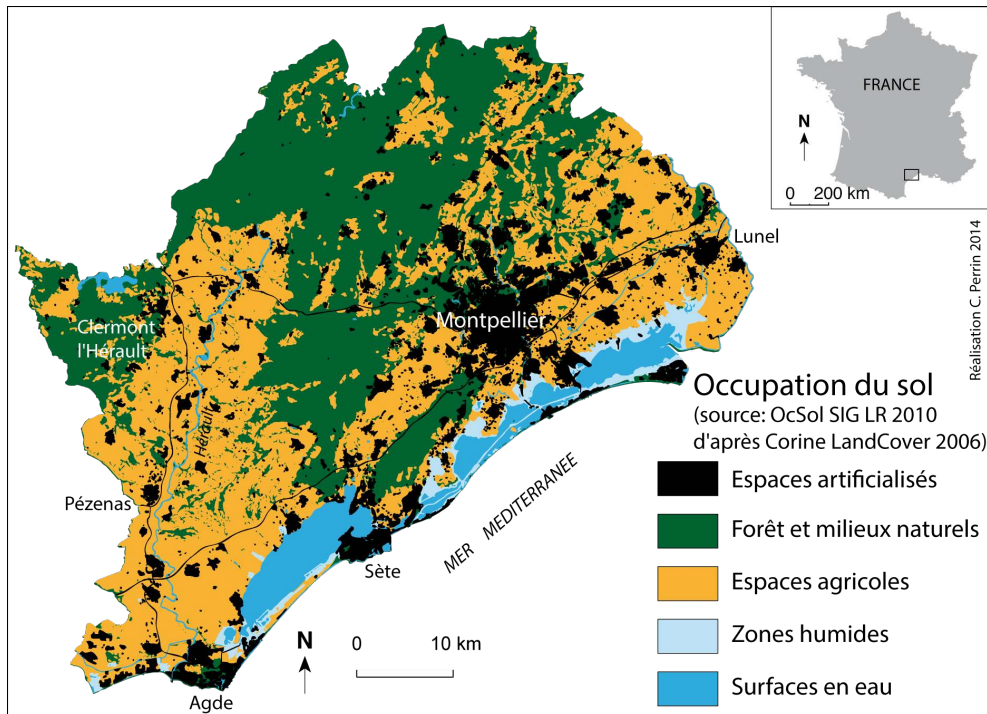 FRANCE
N
0 200 km
Réalisation C. Perrin 2014
Lunel
Montpellier
Clermont
l'Hérault
Hérault
Pézenas
MER MEDITERRANEE
Sète
Agde
N
0 10 km
Occupation du sol
(source: OcSol SIG LR 2010
d'après Corine LandCover 2006)
Espaces artificialisés
Forêt et milieux naturels
Espaces agricoles
Zones humides
Surfaces en eau